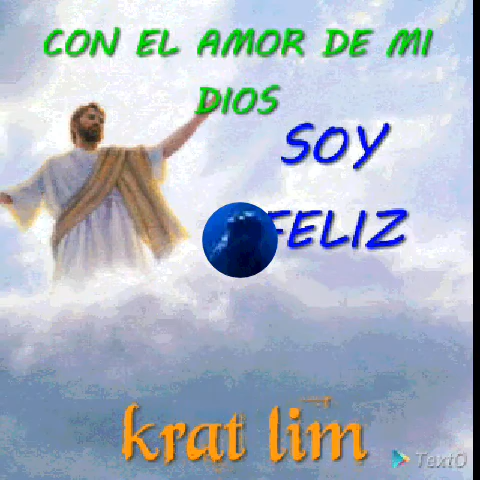 CON EL AMOR DE MI
DIOS
SOY
FELIZ
krat lim
TextO